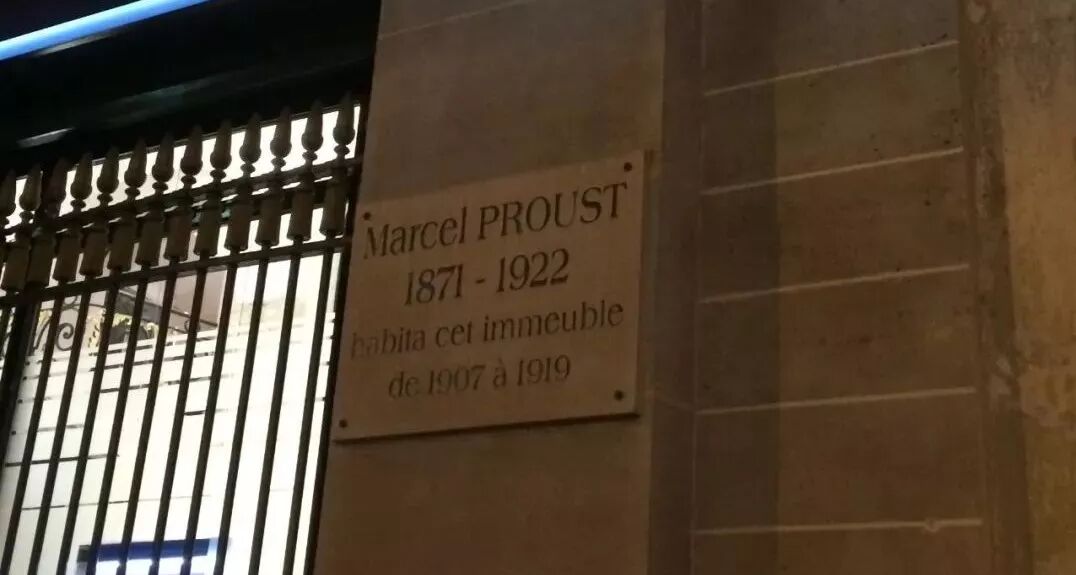 Marcel PROUST
1871 - 1922
habita cet immeuble
de 1907 à 1919